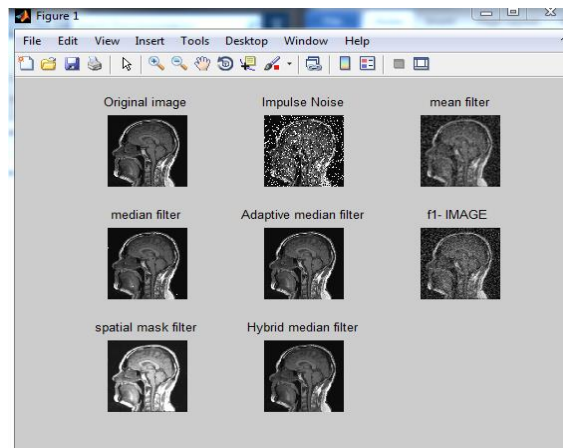 Figure 1
File Edit View Insert Tools Desktop Window Help
Original image Impulse Noise mean filter
median filter Adaptive median filter f1- IMAGE
spatial mask filter Hybrid median filter